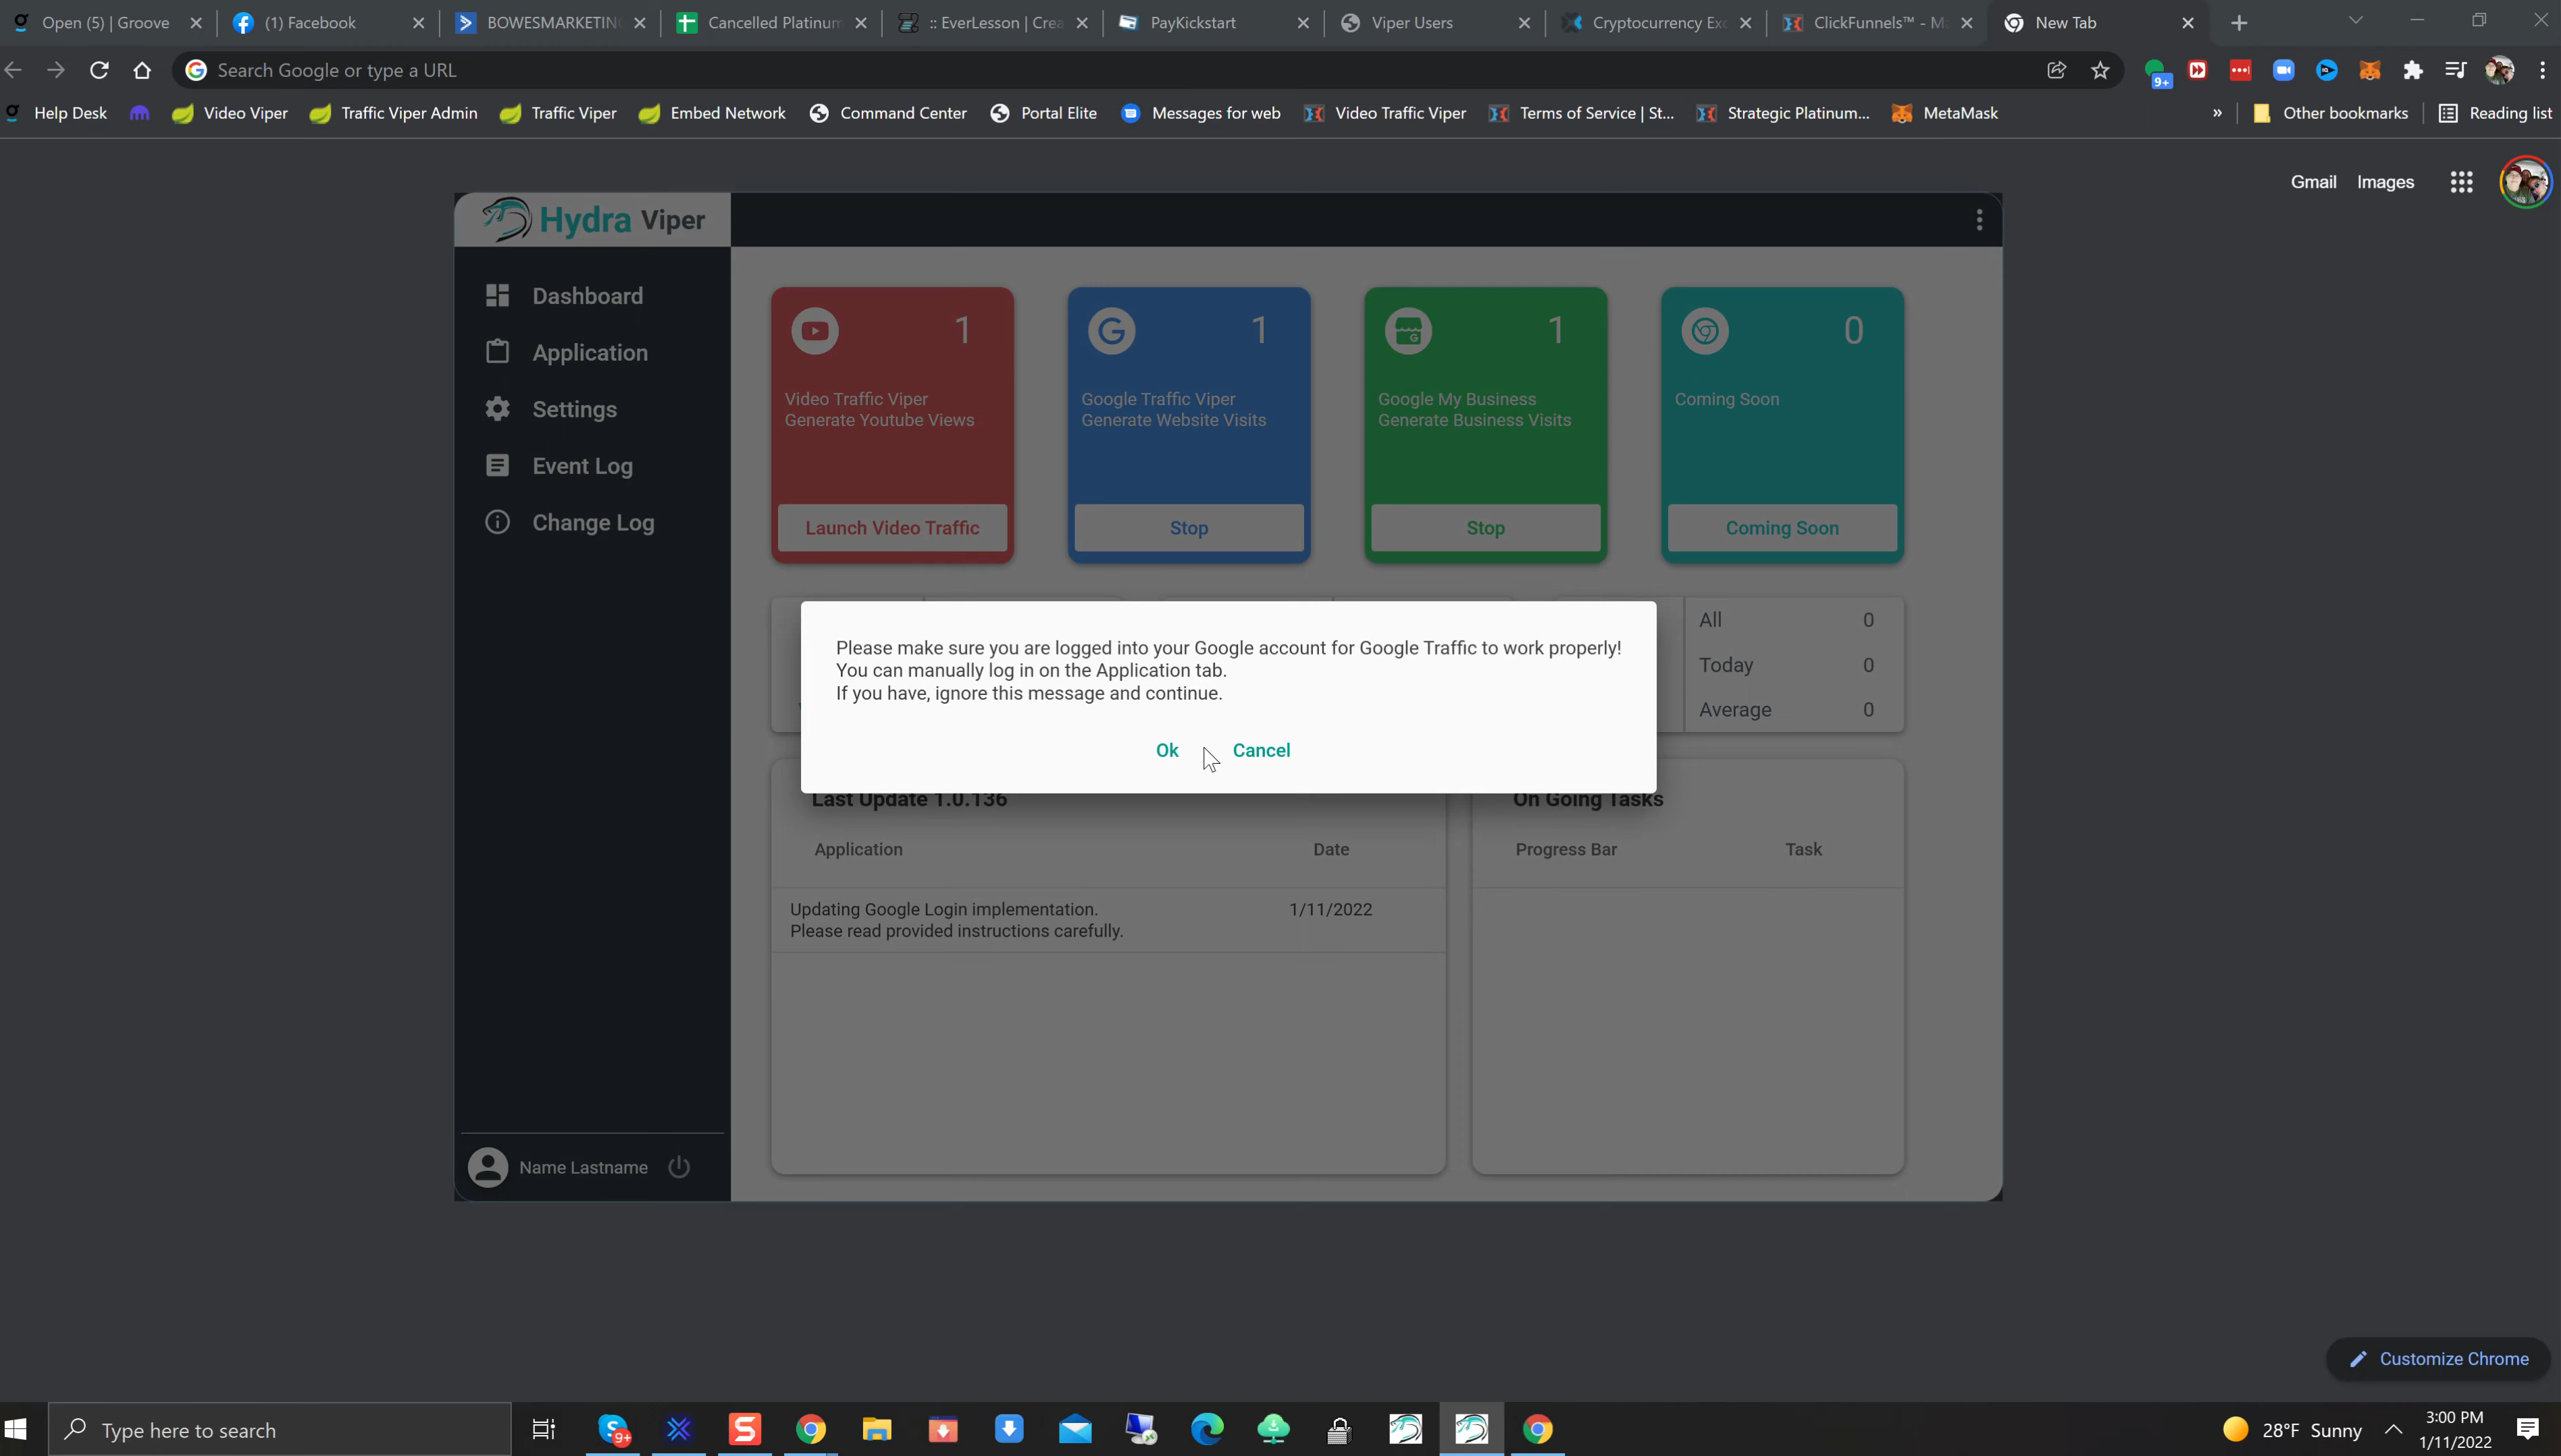 Open (5) | Groove
(1) Facebook
BOWESMARKETIN
Cancelled Platinum
:: EverLesson | Crea
PayKickstart
Viper Users
Cryptocurrency Exc
ClickFunnels™ - M
New Tab
Search Google or type a URL
9+
Help Desk
Video Viper
Traffic Viper Admin
Traffic Viper
Embed Network
Command Center
Portal Elite
Messages for web
Video Traffic Viper
Terms of Service | St...
Strategic Platinum...
MetaMask
»
Other bookmarks
Reading list
Gmail Images
Hydra Viper
Dashboard
Application
Settings
Event Log
Change Log
1
Video Traffic Viper
Generate Youtube Views
Launch Video Traffic
1
Google Traffic Viper
Generate Website Visits
Stop
1
Google My Business
Generate Business Visits
Stop
0
Coming Soon
Coming Soon
All 0
Today 0
Average 0
Please make sure you are logged into your Google account for Google Traffic to work properly!
You can manually log in on the Application tab.
If you have, ignore this message and continue.
Ok Cancel
Last Update 1.0.136
Application Date
Updating Google Login implementation. 1/11/2022
Please read provided instructions carefully.
On Going Tasks
Progress Bar Task
Name Lastname
Customize Chrome
Type here to search
9+
28°F Sunny
3:00 PM
1/11/2022